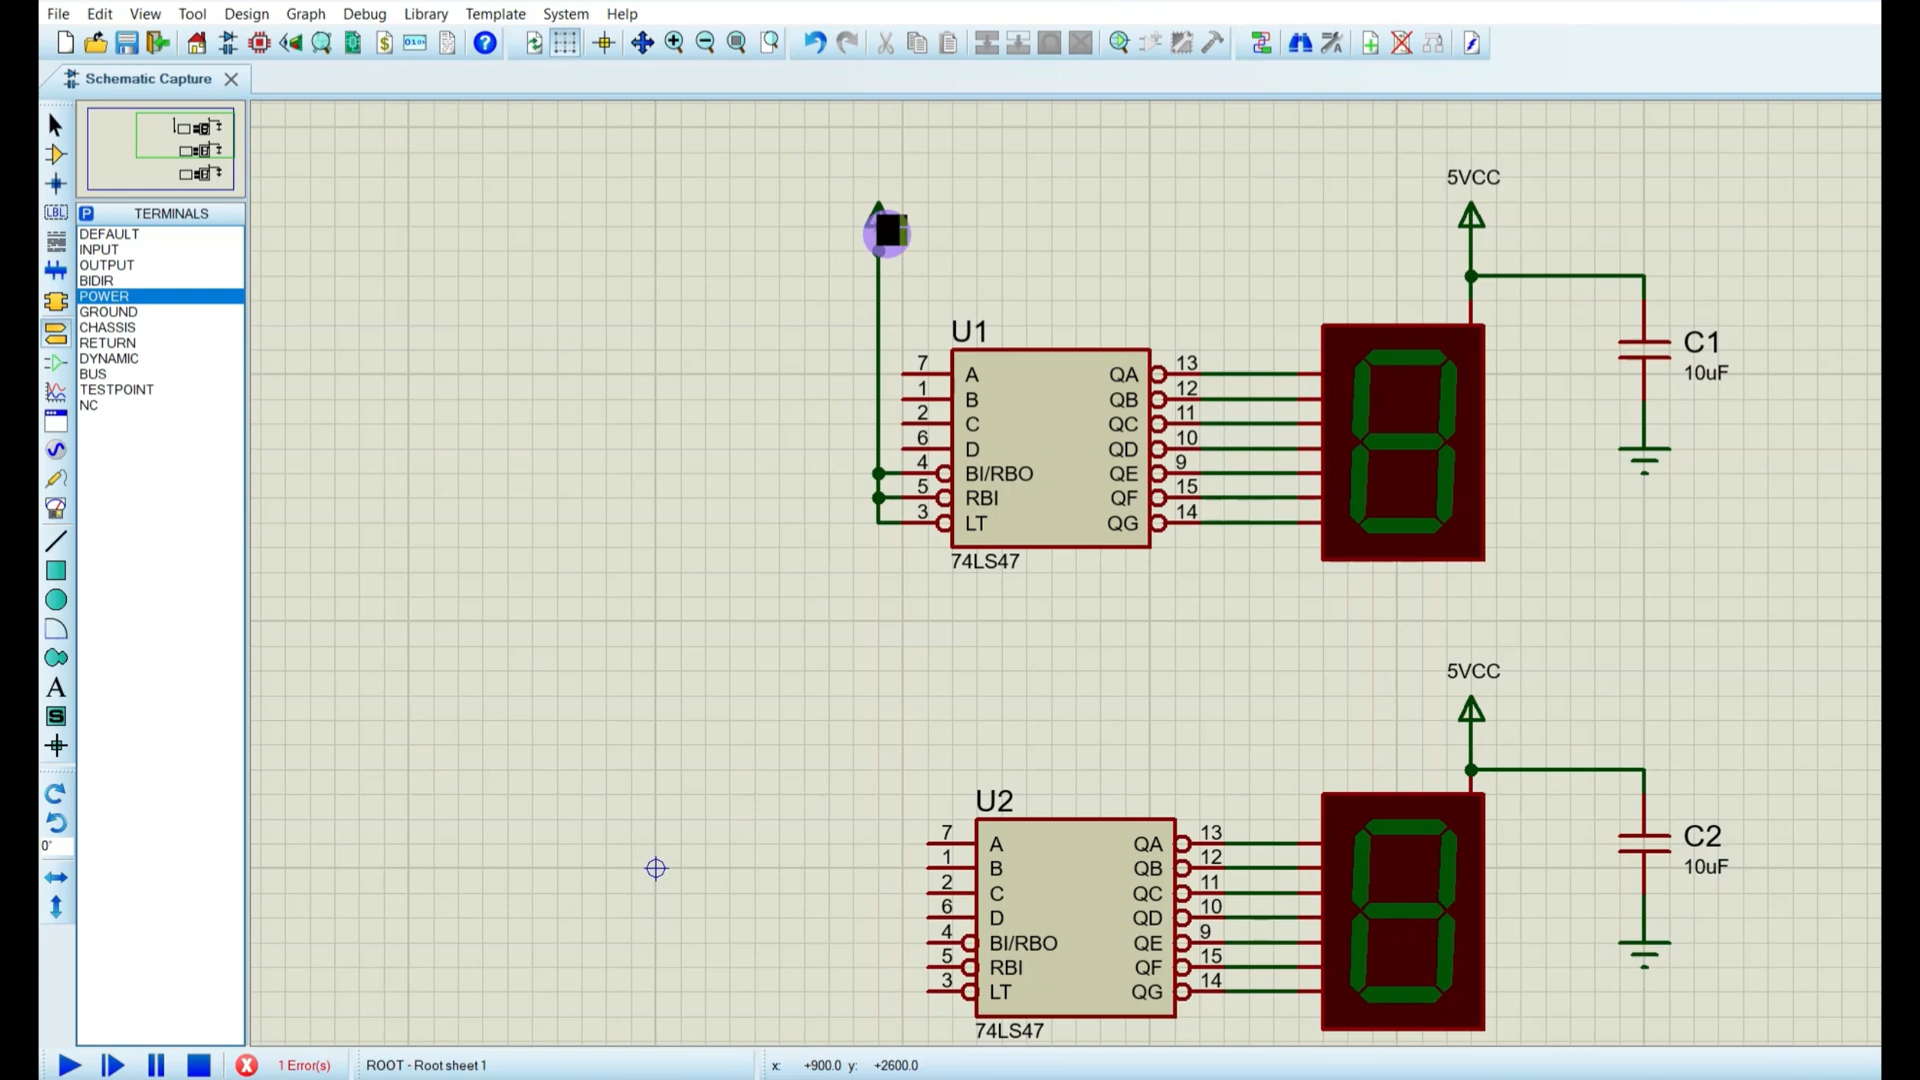 File Edit View Tool Design Graph Debug Library Template System Help
Schematic Capture
P TERMINALS
DEFAULT
INPUT
OUTPUT
BIDIR
POWER
GROUND
CHASSIS
RETURN
DYNAMIC
BUS
TESTPOINT
NC
LBL
A
S
0°
5VCC
U1
7 A QA 13
1 B QB 12
2 C QC 11
6 D QD 10
4 BI/RBO QE 9
5 RBI QF 15
3 LT QG 14
74LS47
C1
10uF
5VCC
U2
7 A QA 13
1 B QB 12
2 C QC 11
6 D QD 10
4 BI/RBO QE 9
5 RBI QF 15
3 LT QG 14
74LS47
C2
10uF
1 Error(s) ROOT - Root sheet 1 x: +900.0 y: +2600.0